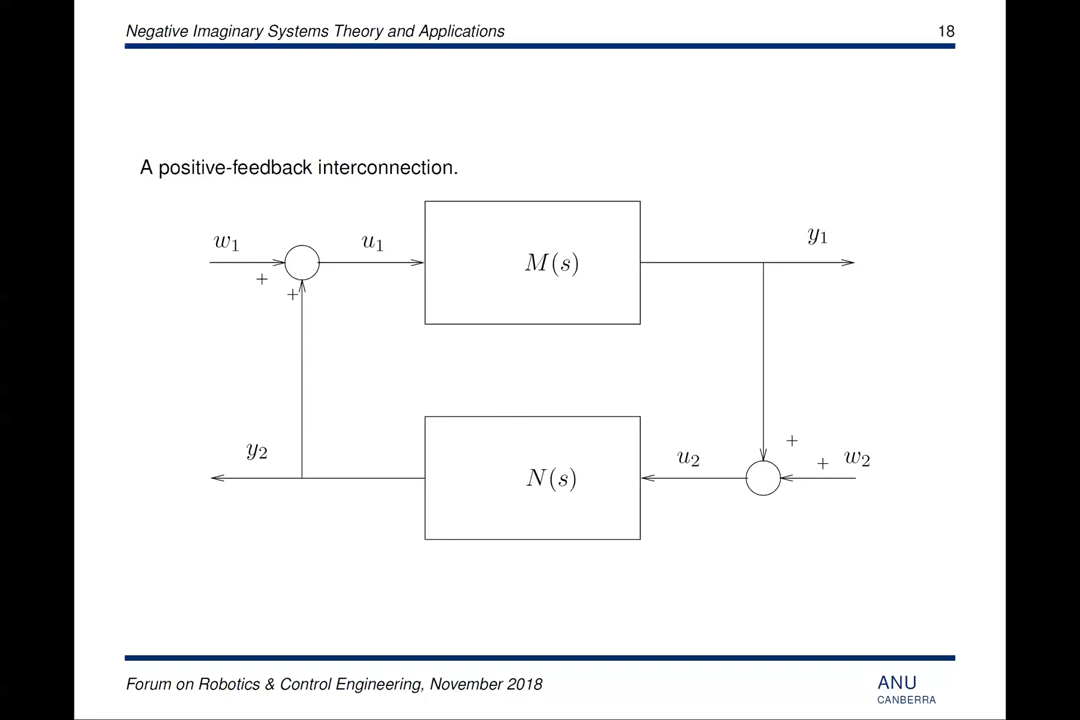 Negative Imaginary Systems Theory and Applications 18
A positive-feedback interconnection.
w₁ u₁ M(s) y₁
+
+
y₂ N(s) u₂ w₂
+
+
Forum on Robotics & Control Engineering, November 2018 ANU
CANBERRA